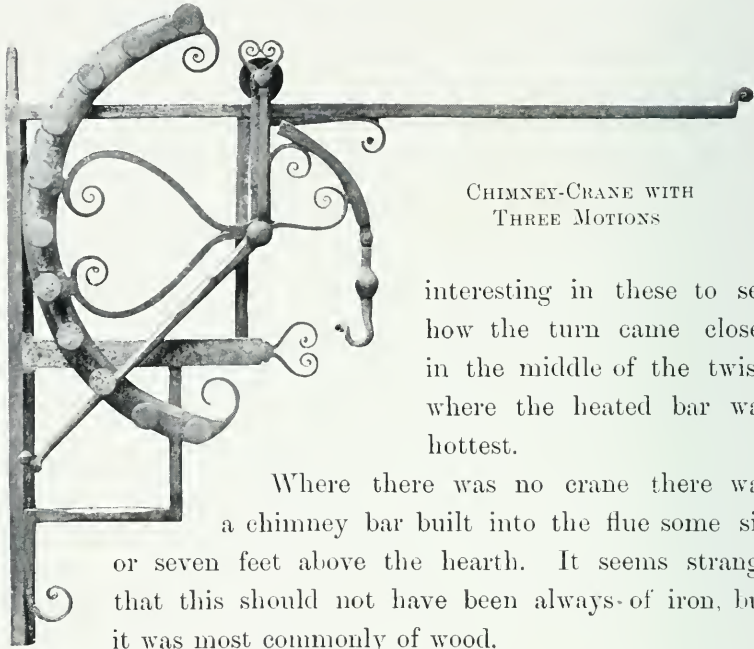 CHIMNEY-CRANE WITH
THREE MOTIONS
interesting in these to se
how the turn came close
in the middle of the twis
where the heated bar wa
hottest.
Where there was no crane there wa
a chimney bar built into the flue some si
or seven feet above the hearth. It seems strang
that this should not have been always of iron, bu
it was most commonly of wood.